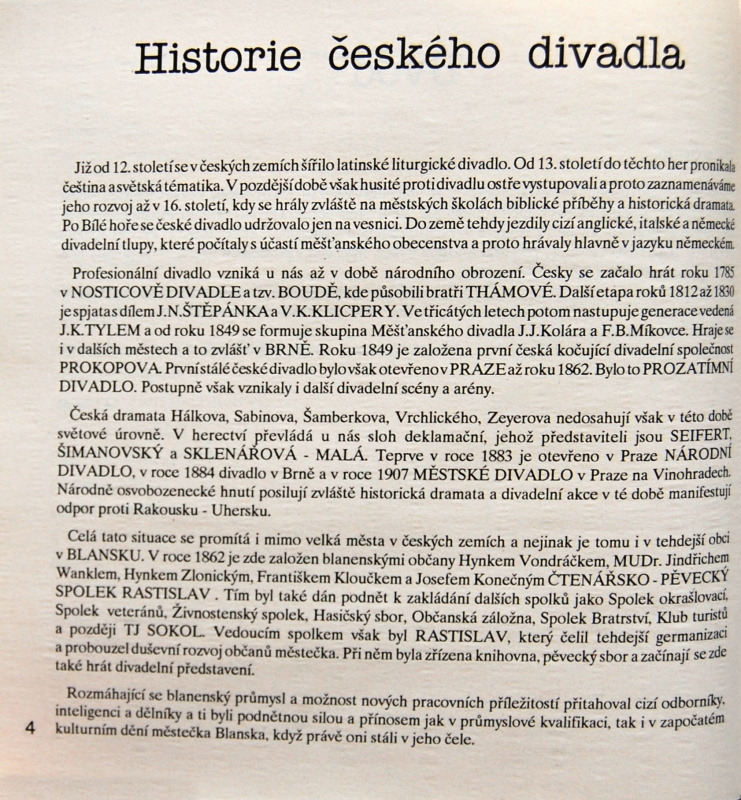 Historie českého divadla
Již od 12. století se v českých zemích šířilo latinské liturgické divadlo. Od 13. století do těchto her pronikala
čeština a světská tématika. V pozdější době však husité proti divadlu ostře vystupovali a proto zaznamenáváme
jeho rozvoj až v 16. století, kdy se hrály zvláště na městských školách biblické příběhy a historická dramata.
Po Bílé hoře se české divadlo udržovalo jen na vesnici. Do země tehdy jezdily cizí anglické, italské a německé
divadelní tlupy, které počítaly s účastí měšťanského obecenstva a proto hrávaly hlavně v jazyku německém.
Profesionální divadlo vzniká u nás až v době národního obrození. Česky se začalo hrát roku 1785
v NOSTICOVĚ DIVADLE a tzv. BOUDĚ, kde působili bratři THÁMOVÉ. Další etapa roků 1812 až 1830
je spjata s dílem J.N.ŠTĚPÁNKA a V.K.KLICPERY. Ve třicátých letech potom nastupuje generace vedená
J.K.TYLEM a od roku 1849 se formuje skupina Měšťanského divadla J.J.Kolára a F.B.Míkovce. Hraje se
i v dalších městech a to zvlášť v BRNĚ. Roku 1849 je založena první česká kočující divadelní společnost
PROKOPOVA. První stálé české divadlo bylo však otevřeno v PRAZE až roku 1862. Bylo to PROZATÍMNÍ
DIVADLO. Postupně však vznikaly i další divadelní scény a arény.
Česká dramata Hálkova, Sabinova, Šamberkova, Vrchlického, Zeyerova nedosahují však v této době
světové úrovně. V herectví převládá u nás sloh deklamační, jehož představiteli jsou SEIFERT,
ŠIMANOVSKÝ a SKLENÁŘOVÁ - MALÁ. Teprve v roce 1883 je otevřeno v Praze NÁRODNÍ
DIVADLO, v roce 1884 divadlo v Brně a v roce 1907 MĚSTSKÉ DIVADLO v Praze na Vinohradech.
Národně osvobozenecké hnutí posilují zvláště historická dramata a divadelní akce v té době manifestují
odpor proti Rakousku - Uhersku.
Celá tato situace se promítá i mimo velká města v českých zemích a nejinak je tomu i v tehdejší obci
v BLANSKU. V roce 1862 je zde založen blanenskými občany Hynkem Vondráčkem, MUDr. Jindřichem
Wanklem, Hynkem Zlonickým, Františkem Kloučkem a Josefem Konečným ČTENÁŘSKO - PĚVECKÝ
SPOLEK RASTISLAV . Tím byl také dán podnět k zakládání dalších spolků jako Spolek okrašlovací,
Spolek veteránů, Živnostenský spolek, Hasičský sbor, Občanská záložna, Spolek Bratrství, Klub turistů
a později TJ SOKOL. Vedoucím spolkem však byl RASTISLAV, který čelil tehdejší germanizaci
a probouzel duševní rozvoj občanů městečka. Při něm byla zřízena knihovna, pěvecký sbor a začínají se zde
také hrát divadelní představení.
Rozmáhající se blanenský průmysl a možnost nových pracovních příležitostí přitahoval cizí odborníky,
inteligenci a dělníky a ti byli podnětnou silou a přínosem jak v průmyslové kvalifikaci, tak i v započatém
kulturním dění městečka Blanska, když právě oni stáli v jeho čele.
4